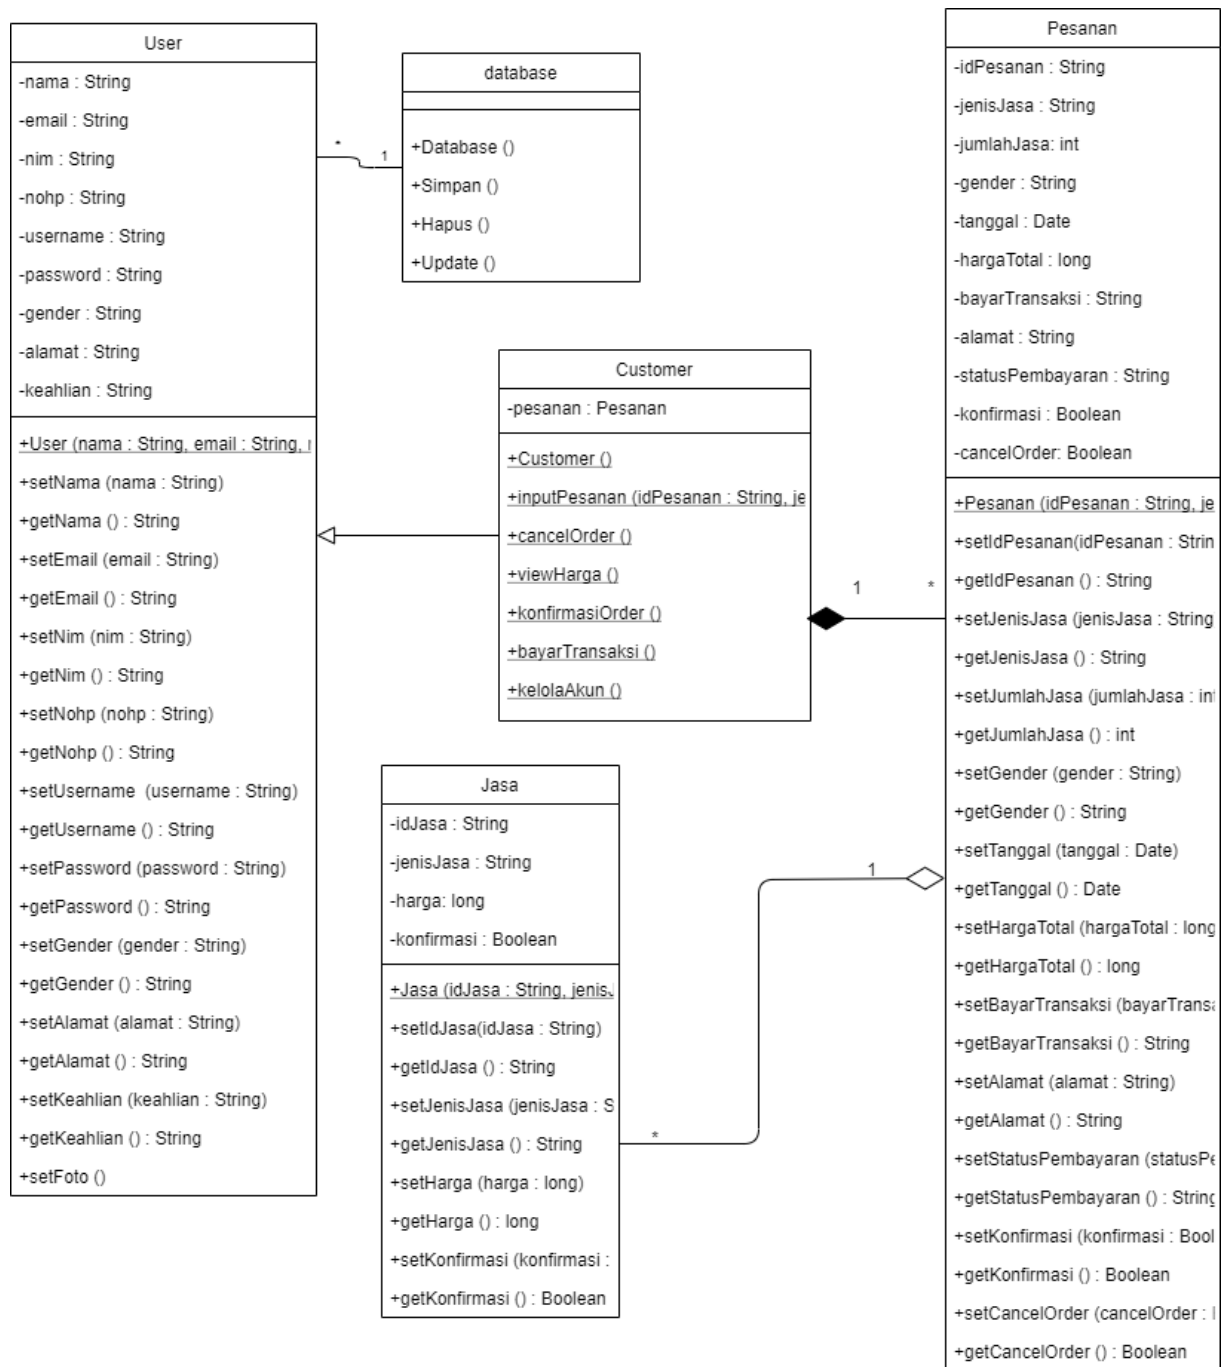 User
-nama : String
-email : String
-nim : String
-nohp : String
-username : String
-password : String
-gender : String
-alamat : String
-keahlian : String
+User (nama : String, email : String,
+setNama (nama : String)
+getNama () : String
+setEmail (email : String)
+getEmail () : String
+setNim (nim : String)
+getNim () : String
+setNohp (nohp : String)
+getNohp () : String
+setUsername (username : String)
+getUsername () : String
+setPassword (password : String)
+getPassword () : String
+setGender (gender : String)
+getGender () : String
+setAlamat (alamat : String)
+getAlamat () : String
+setKeahlian (keahlian : String)
+getKeahlian () : String
+setFoto ()
*
1
database
+Database ()
+Simpan ()
+Hapus ()
+Update ()
Customer
-pesanan : Pesanan
+Customer ()
+inputPesanan (idPesanan : String, je
+cancelOrder ()
+viewHarga ()
+konfirmasiOrder ()
+bayarTransaksi ()
+kelolaAkun ()
1
*
Jasa
-idJasa : String
-jenisJasa : String
-harga: long
-konfirmasi : Boolean
+Jasa (idJasa : String, jenis
+setIdJasa(idJasa : String)
+getIdJasa () : String
+setJenisJasa (jenisJasa : S
+getJenisJasa () : String
+setHarga (harga : long)
+getHarga () : long
+setKonfirmasi (konfirmasi :
+getKonfirmasi () : Boolean
*
1
Pesanan
-idPesanan : String
-jenisJasa : String
-jumlahJasa: int
-gender : String
-tanggal : Date
-hargaTotal : long
-bayarTransaksi : String
-alamat : String
-statusPembayaran : String
-konfirmasi : Boolean
-cancelOrder: Boolean
+Pesanan (idPesanan : String, je
+setIdPesanan(idPesanan : Strin
+getIdPesanan () : String
+setJenisJasa (jenisJasa : String
+getJenisJasa () : String
+setJumlahJasa (jumlahJasa : int
+getJumlahJasa () : int
+setGender (gender : String)
+getGender () : String
+setTanggal (tanggal : Date)
+getTanggal () : Date
+setHargaTotal (hargaTotal : long
+getHargaTotal () : long
+setBayarTransaksi (bayarTrans
+getBayarTransaksi () : String
+setAlamat (alamat : String)
+getAlamat () : String
+setStatusPembayaran (statusPe
+getStatusPembayaran () : String
+setKonfirmasi (konfirmasi : Bool
+getKonfirmasi () : Boolean
+setCancelOrder (cancelOrder :
+getCancelOrder () : Boolean